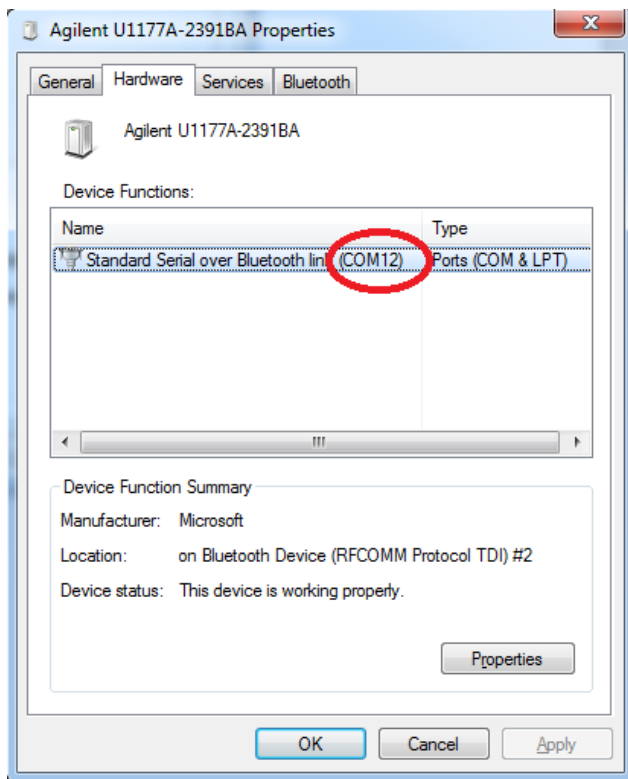 Agilent U1177A-2391BA Properties
General Hardware Services Bluetooth
Agilent U1177A-2391BA
Device Functions:
Name Type
Standard Serial over Bluetooth link (COM12) Ports (COM & LPT)
Device Function Summary
Manufacturer: Microsoft
Location: on Bluetooth Device (RFCOMM Protocol TDI) #2
Device status: This device is working properly.
Properties
OK Cancel Apply